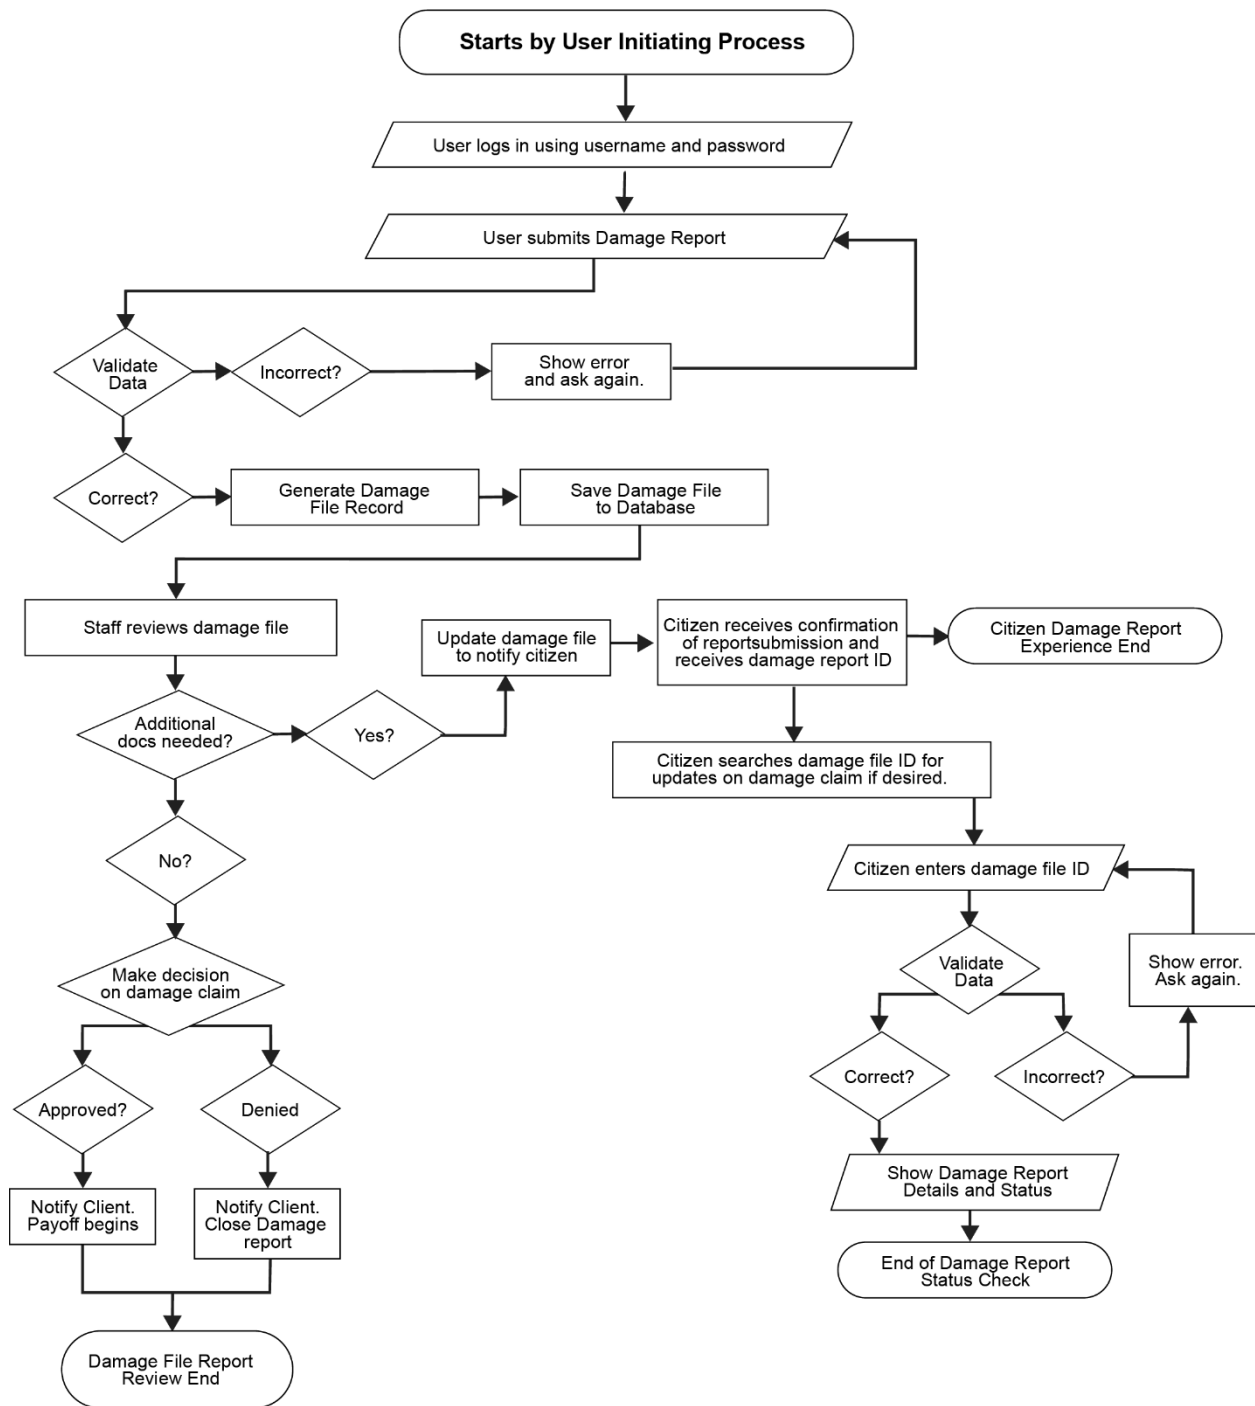 Starts by User Initiating Process
User logs in using username and password
User submits Damage Report
Validate
Data
Incorrect?
Show error
and ask again.
Correct?
Generate Damage
File Record
Save Damage File
to Database
Staff reviews damage file
Update damage file
to notify citizen
Citizen receives confirmation
of reportsubmission and
receives damage report ID
Citizen Damage Report
Experience End
Additional
docs needed?
Yes?
Citizen searches damage file ID for
updates on damage claim if desired.
No?
Citizen enters damage file ID
Make decision
on damage claim
Validate
Data
Show error.
Ask again.
Approved?
Denied
Correct?
Incorrect?
Notify Client.
Payoff begins
Notify Client.
Close Damage
report
Show Damage Report
Details and Status
End of Damage Report
Status Check
Damage File Report
Review End